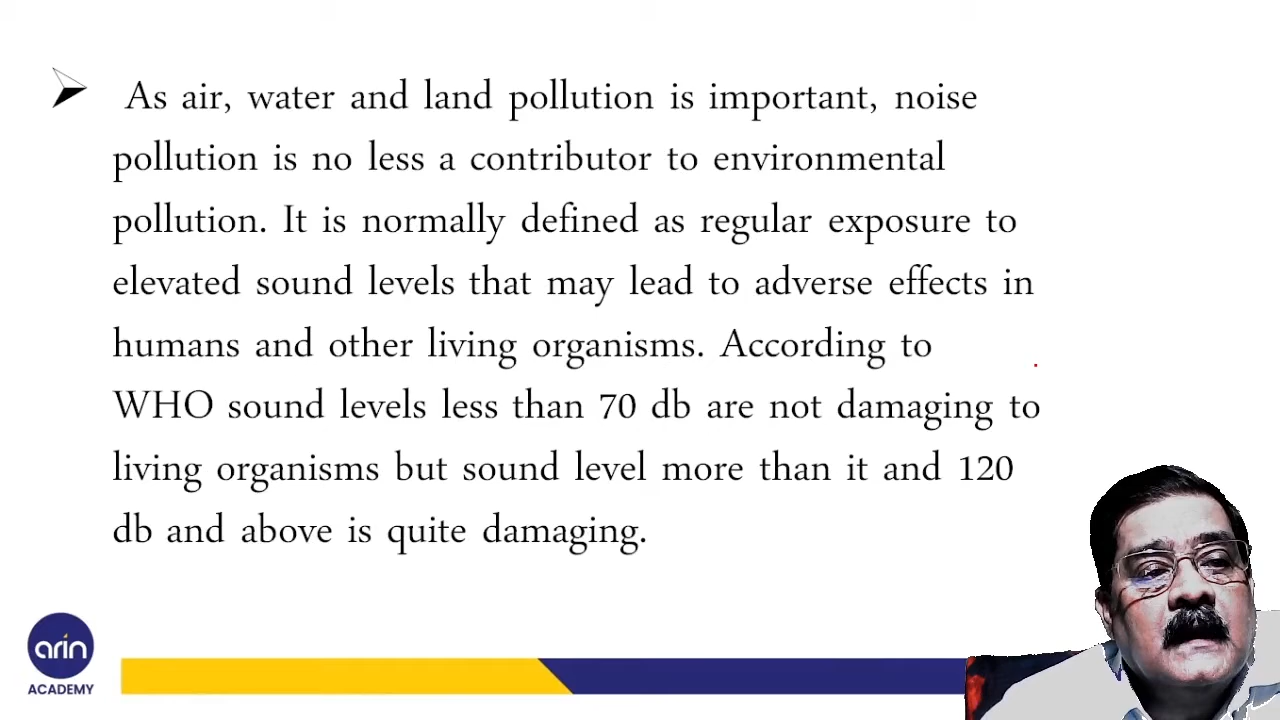 As air, water and land pollution is important, noise
pollution is no less a contributor to environmental
pollution. It is normally defined as regular exposure to
elevated sound levels that may lead to adverse effects in
humans and other living organisms. According to
WHO sound levels less than 70 db are not damaging to
living organisms but sound level more than it and 120
db and above is quite damaging.
arin
ACADEMY